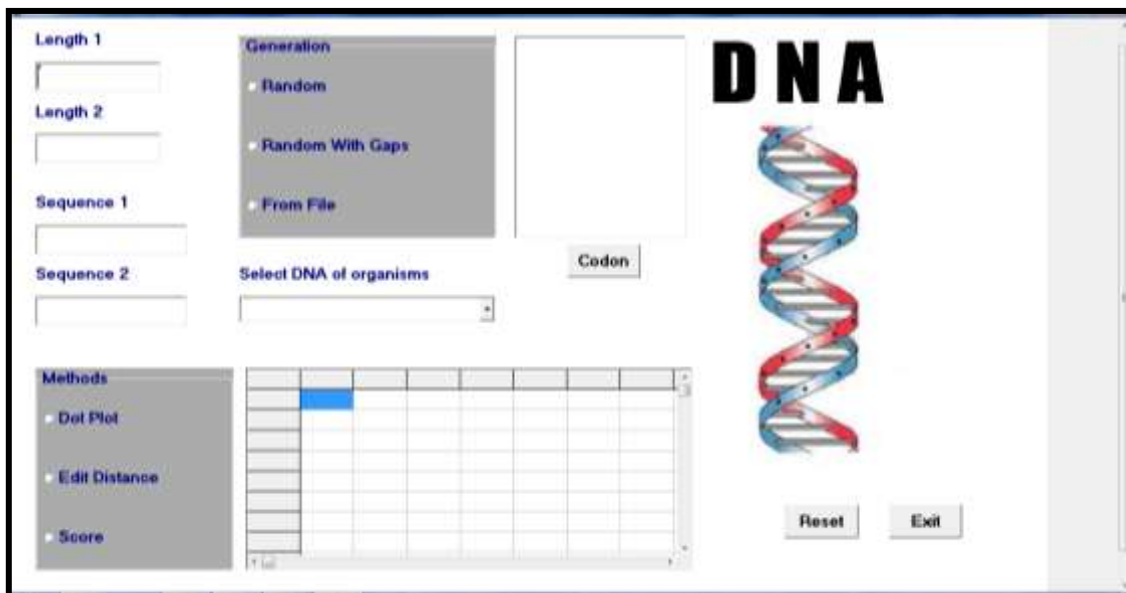 Length 1
Length 2
Sequence 1
Sequence 2
Generation
Random
Random With Gaps
From File
Select DNA of organisms
Codon
DNA
Methods
Dot Plot
Edit Distance
Score
Reset
Exit